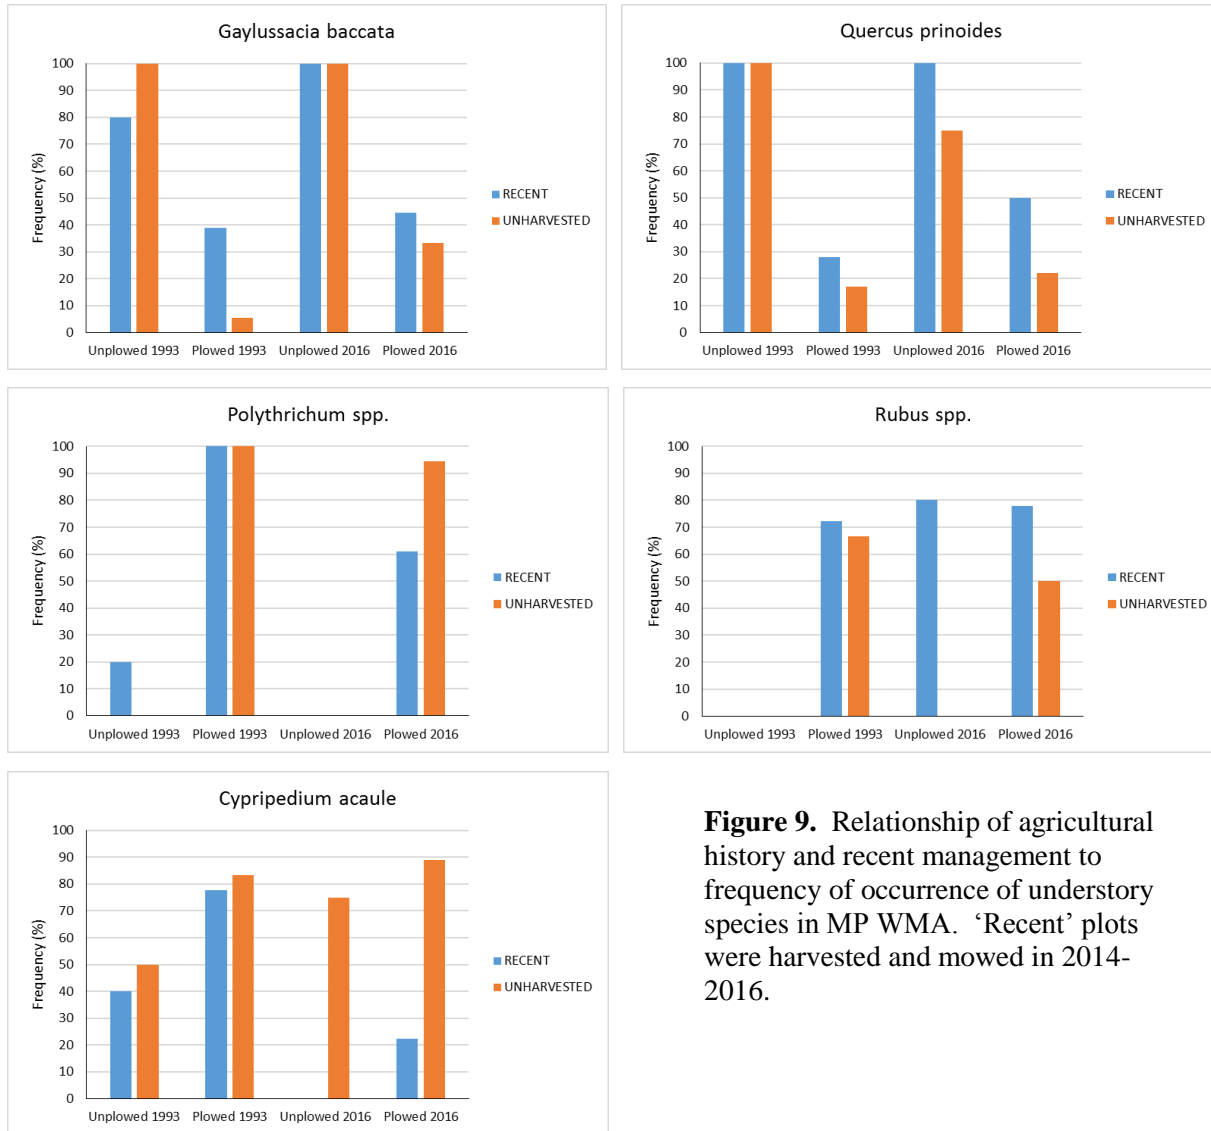 Gaylussacia baccata
100
90
80
70
60
50
40
30
20
10
0
Frequency (%)
Unplowed 1993 Plowed 1993 Unplowed 2016 Plowed 2016
RECENT
UNHARVESTED
Quercus prinoides
100
90
80
70
60
50
40
30
20
10
0
Frequency (%)
Unplowed 1993 Plowed 1993 Unplowed 2016 Plowed 2016
RECENT
UNHARVESTED
Polythrichum spp.
100
90
80
70
60
50
40
30
20
10
0
Frequency (%)
Unplowed 1993 Plowed 1993 Unplowed 2016 Plowed 2016
RECENT
UNHARVESTED
Rubus spp.
100
90
80
70
60
50
40
30
20
10
0
Frequency (%)
Unplowed 1993 Plowed 1993 Unplowed 2016 Plowed 2016
RECENT
UNHARVESTED
Cypripedium acaule
100
90
80
70
60
50
40
30
20
10
0
Frequency (%)
Unplowed 1993 Plowed 1993 Unplowed 2016 Plowed 2016
RECENT
UNHARVESTED
Figure 9. Relationship of agricultural
history and recent management to
frequency of occurrence of understory
species in MP WMA. ‘Recent’ plots
were harvested and mowed in 2014-
2016.